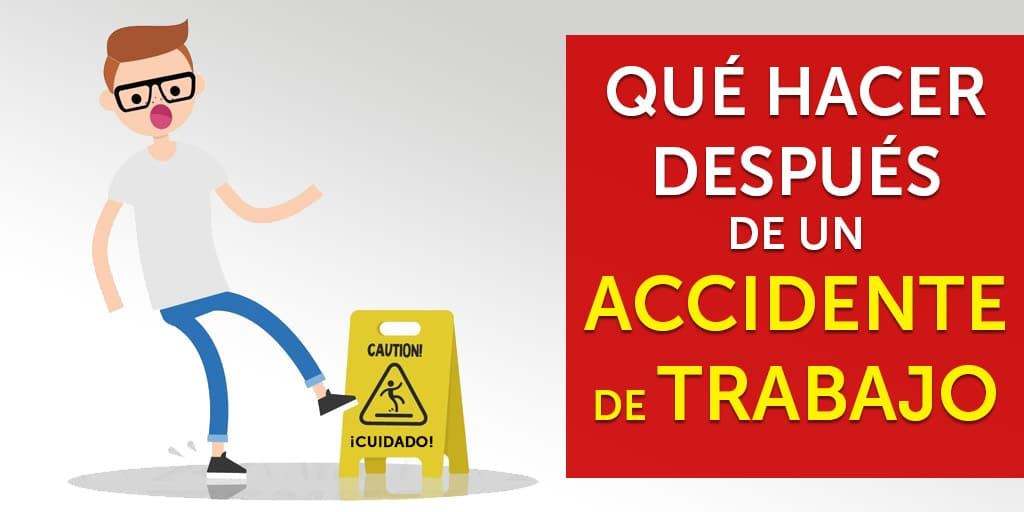 CAUTION!
¡CUIDADO!
QUÉ HACER
DESPUÉS
DE UN
ACCIDENTE
DE TRABAJO